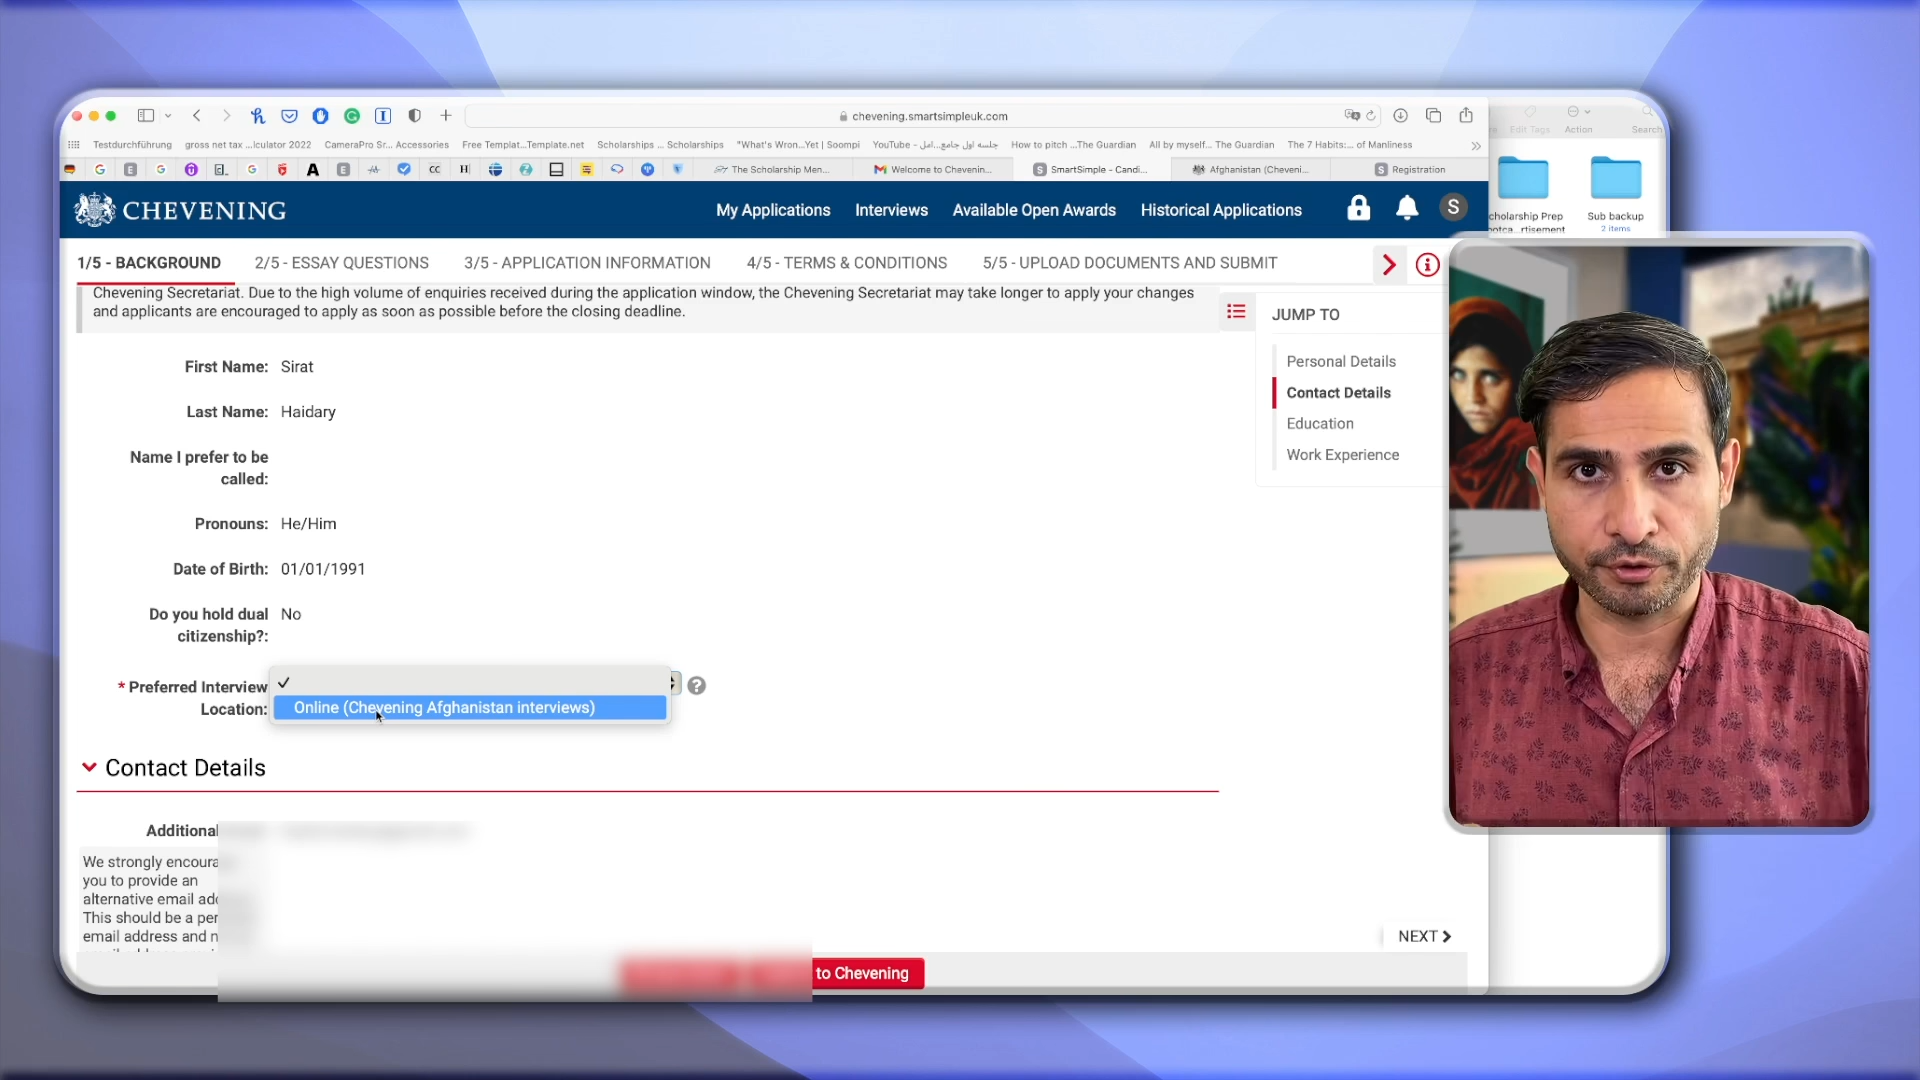 chevening.smartsimpleuk.com
Edit Tags
Action
Search
Testdurchführung
gross net tax ...lculator 2022
CameraPro Sr... Accessories
Free Templat...Template.net
Scholarships ... Scholarships
"What's Wron...Yet | Soompi
YouTube - جلسه اول جامع...امل
How to pitch ...The Guardian
All by myself... The Guardian
The 7 Habits:... of Manliness
The Scholarship Men...
Welcome to Chevenin...
SmartSimple - Candi...
Afghanistan (Cheveni...
Registration
CHEVENING
My Applications
Interviews
Available Open Awards
Historical Applications
S
cholarship Prep
Sub backup
2 items
1/5 - BACKGROUND
2/5 - ESSAY QUESTIONS
3/5 - APPLICATION INFORMATION
4/5 - TERMS & CONDITIONS
5/5 - UPLOAD DOCUMENTS AND SUBMIT
Chevening Secretariat. Due to the high volume of enquiries received during the application window, the Chevening Secretariat may take longer to apply your changes
and applicants are encouraged to apply as soon as possible before the closing deadline.
JUMP TO
Personal Details
Contact Details
Education
Work Experience
First Name: Sirat
Last Name: Haidary
Name I prefer to be
called:
Pronouns: He/Him
Date of Birth: 01/01/1991
Do you hold dual No
citizenship?:
* Preferred Interview
Location:
Online (Chevening Afghanistan interviews)
Contact Details
Additional
We strongly encoura
you to provide an
alternative email add
This should be a per
email address and n
NEXT
to Chevening